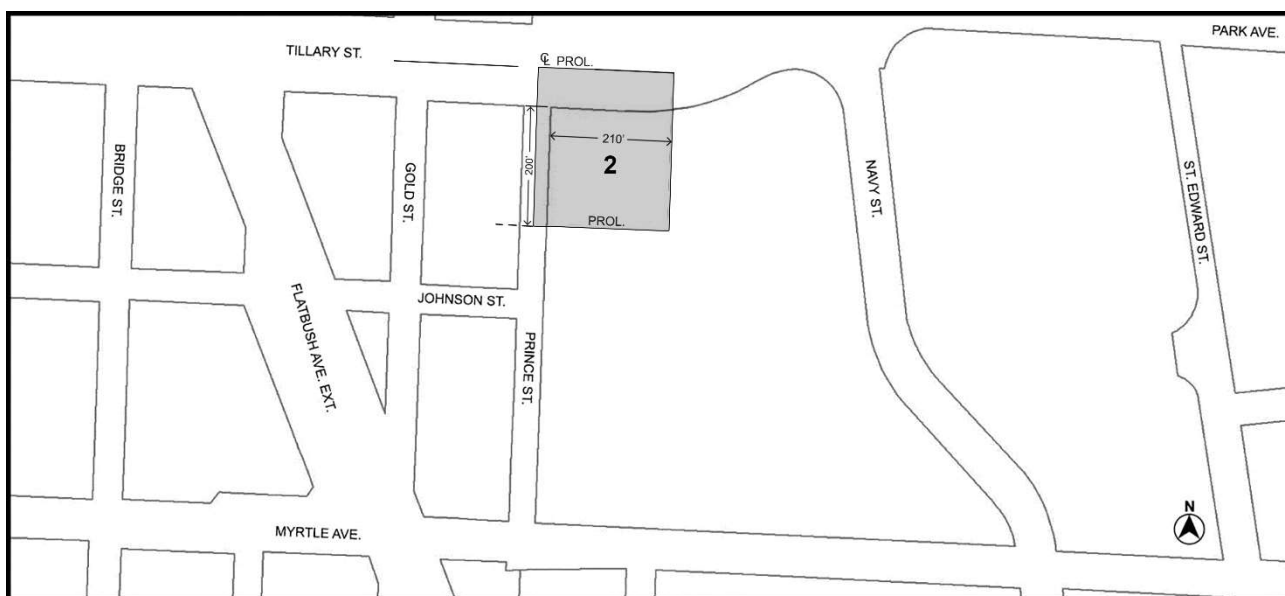 PARK AVE.
TILLARY ST.
℄ PROL.
210'
200'
2
BRIDGE ST.
GOLD ST.
NAVY ST.
ST. EDWARD ST.
PROL.
JOHNSON ST.
FLATBUSH AVE. EXT.
PRINCE ST.
N
MYRTLE AVE.